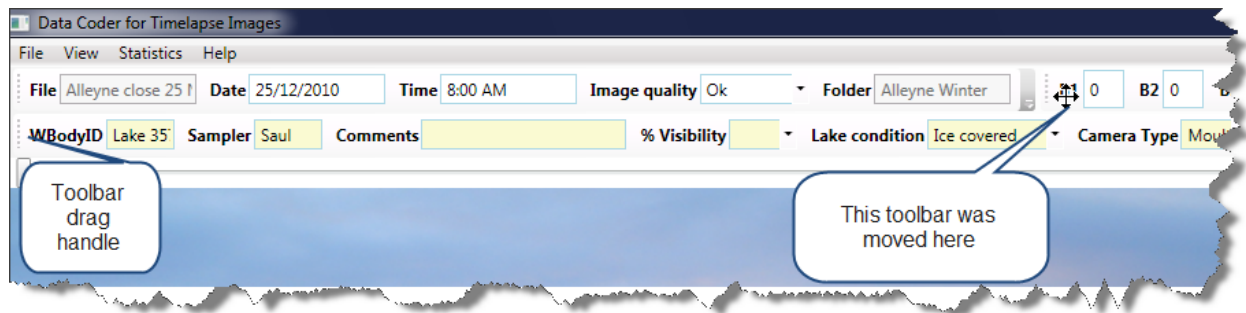 Data Coder for Timelapse Images
File View Statistics Help
File Alleyne close 25 Date 25/12/2010 Time 8:00 AM Image quality Ok Folder Alleyne Winter 0 B2 0
WBodyID Lake 35 Sampler Saul Comments % Visibility Lake condition Ice covered Camera Type
Toolbar
drag
handle
This toolbar was
moved here